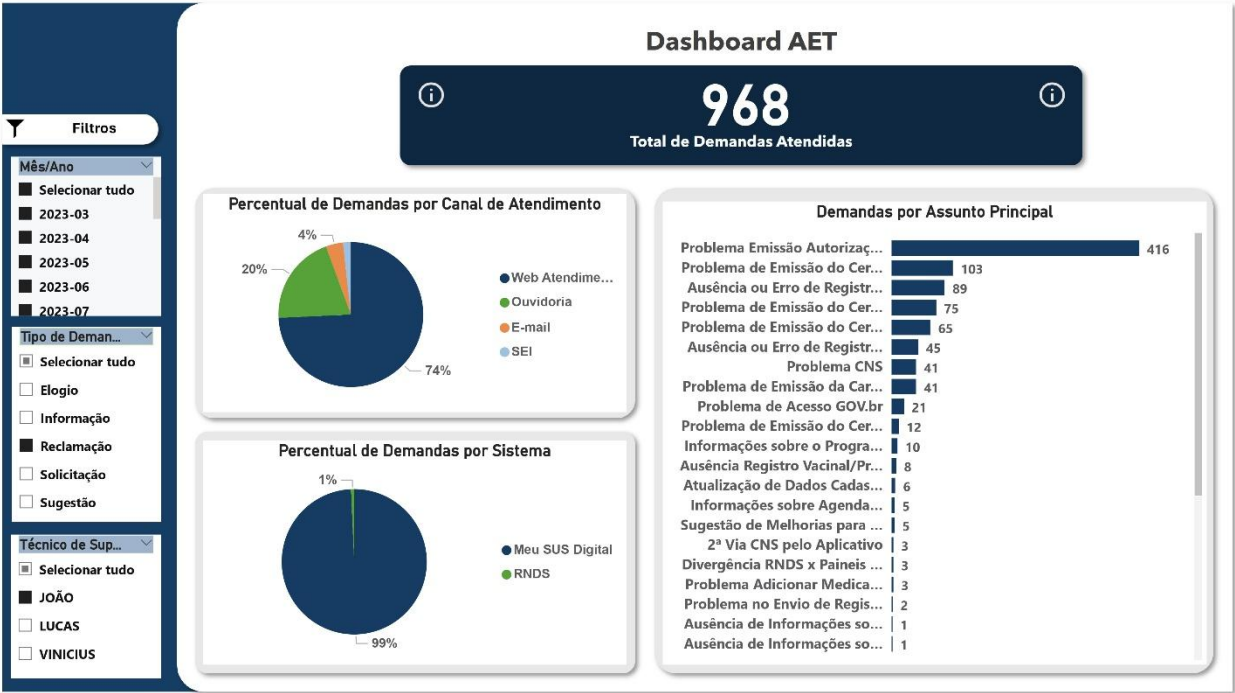 Dashboard AET
968
Total de Demandas Atendidas
Filtros
Mês/Ano
Selecionar tudo
2023-03
2023-04
2023-05
2023-06
2023-07
Tipo de Deman...
Selecionar tudo
Elogio
Informação
Reclamação
Solicitação
Sugestão
Técnico de Sup...
Selecionar tudo
JOÃO
LUCAS
VINICIUS
Percentual de Demandas por Canal de Atendimento
4%
20%
74%
Web Atendime...
Ouvidoria
E-mail
SEI
Percentual de Demandas por Sistema
1%
99%
Meu SUS Digital
RNDS
Demandas por Assunto Principal
Problema Emissão Autorizaç... 416
Problema de Emissão do Cer... 103
Ausência ou Erro de Registr... 89
Problema de Emissão do Cer... 75
Problema de Emissão do Cer... 65
Ausência ou Erro de Registr... 45
Problema CNS 41
Problema de Emissão da Car... 41
Problema de Acesso GOV.br 21
Problema de Emissão do Cer... 12
Informações sobre o Progra... 10
Ausência Registro Vacinal/Pr... 8
Atualização de Dados Cadas... 6
Informações sobre Agenda... 5
Sugestão de Melhorias para ... 5
2ª Via CNS pelo Aplicativo 3
Divergência RNDS x Paineis ... 3
Problema Adicionar Medica... 3
Problema no Envio de Regis... 2
Ausência de Informações so... 1
Ausência de Informações so... 1